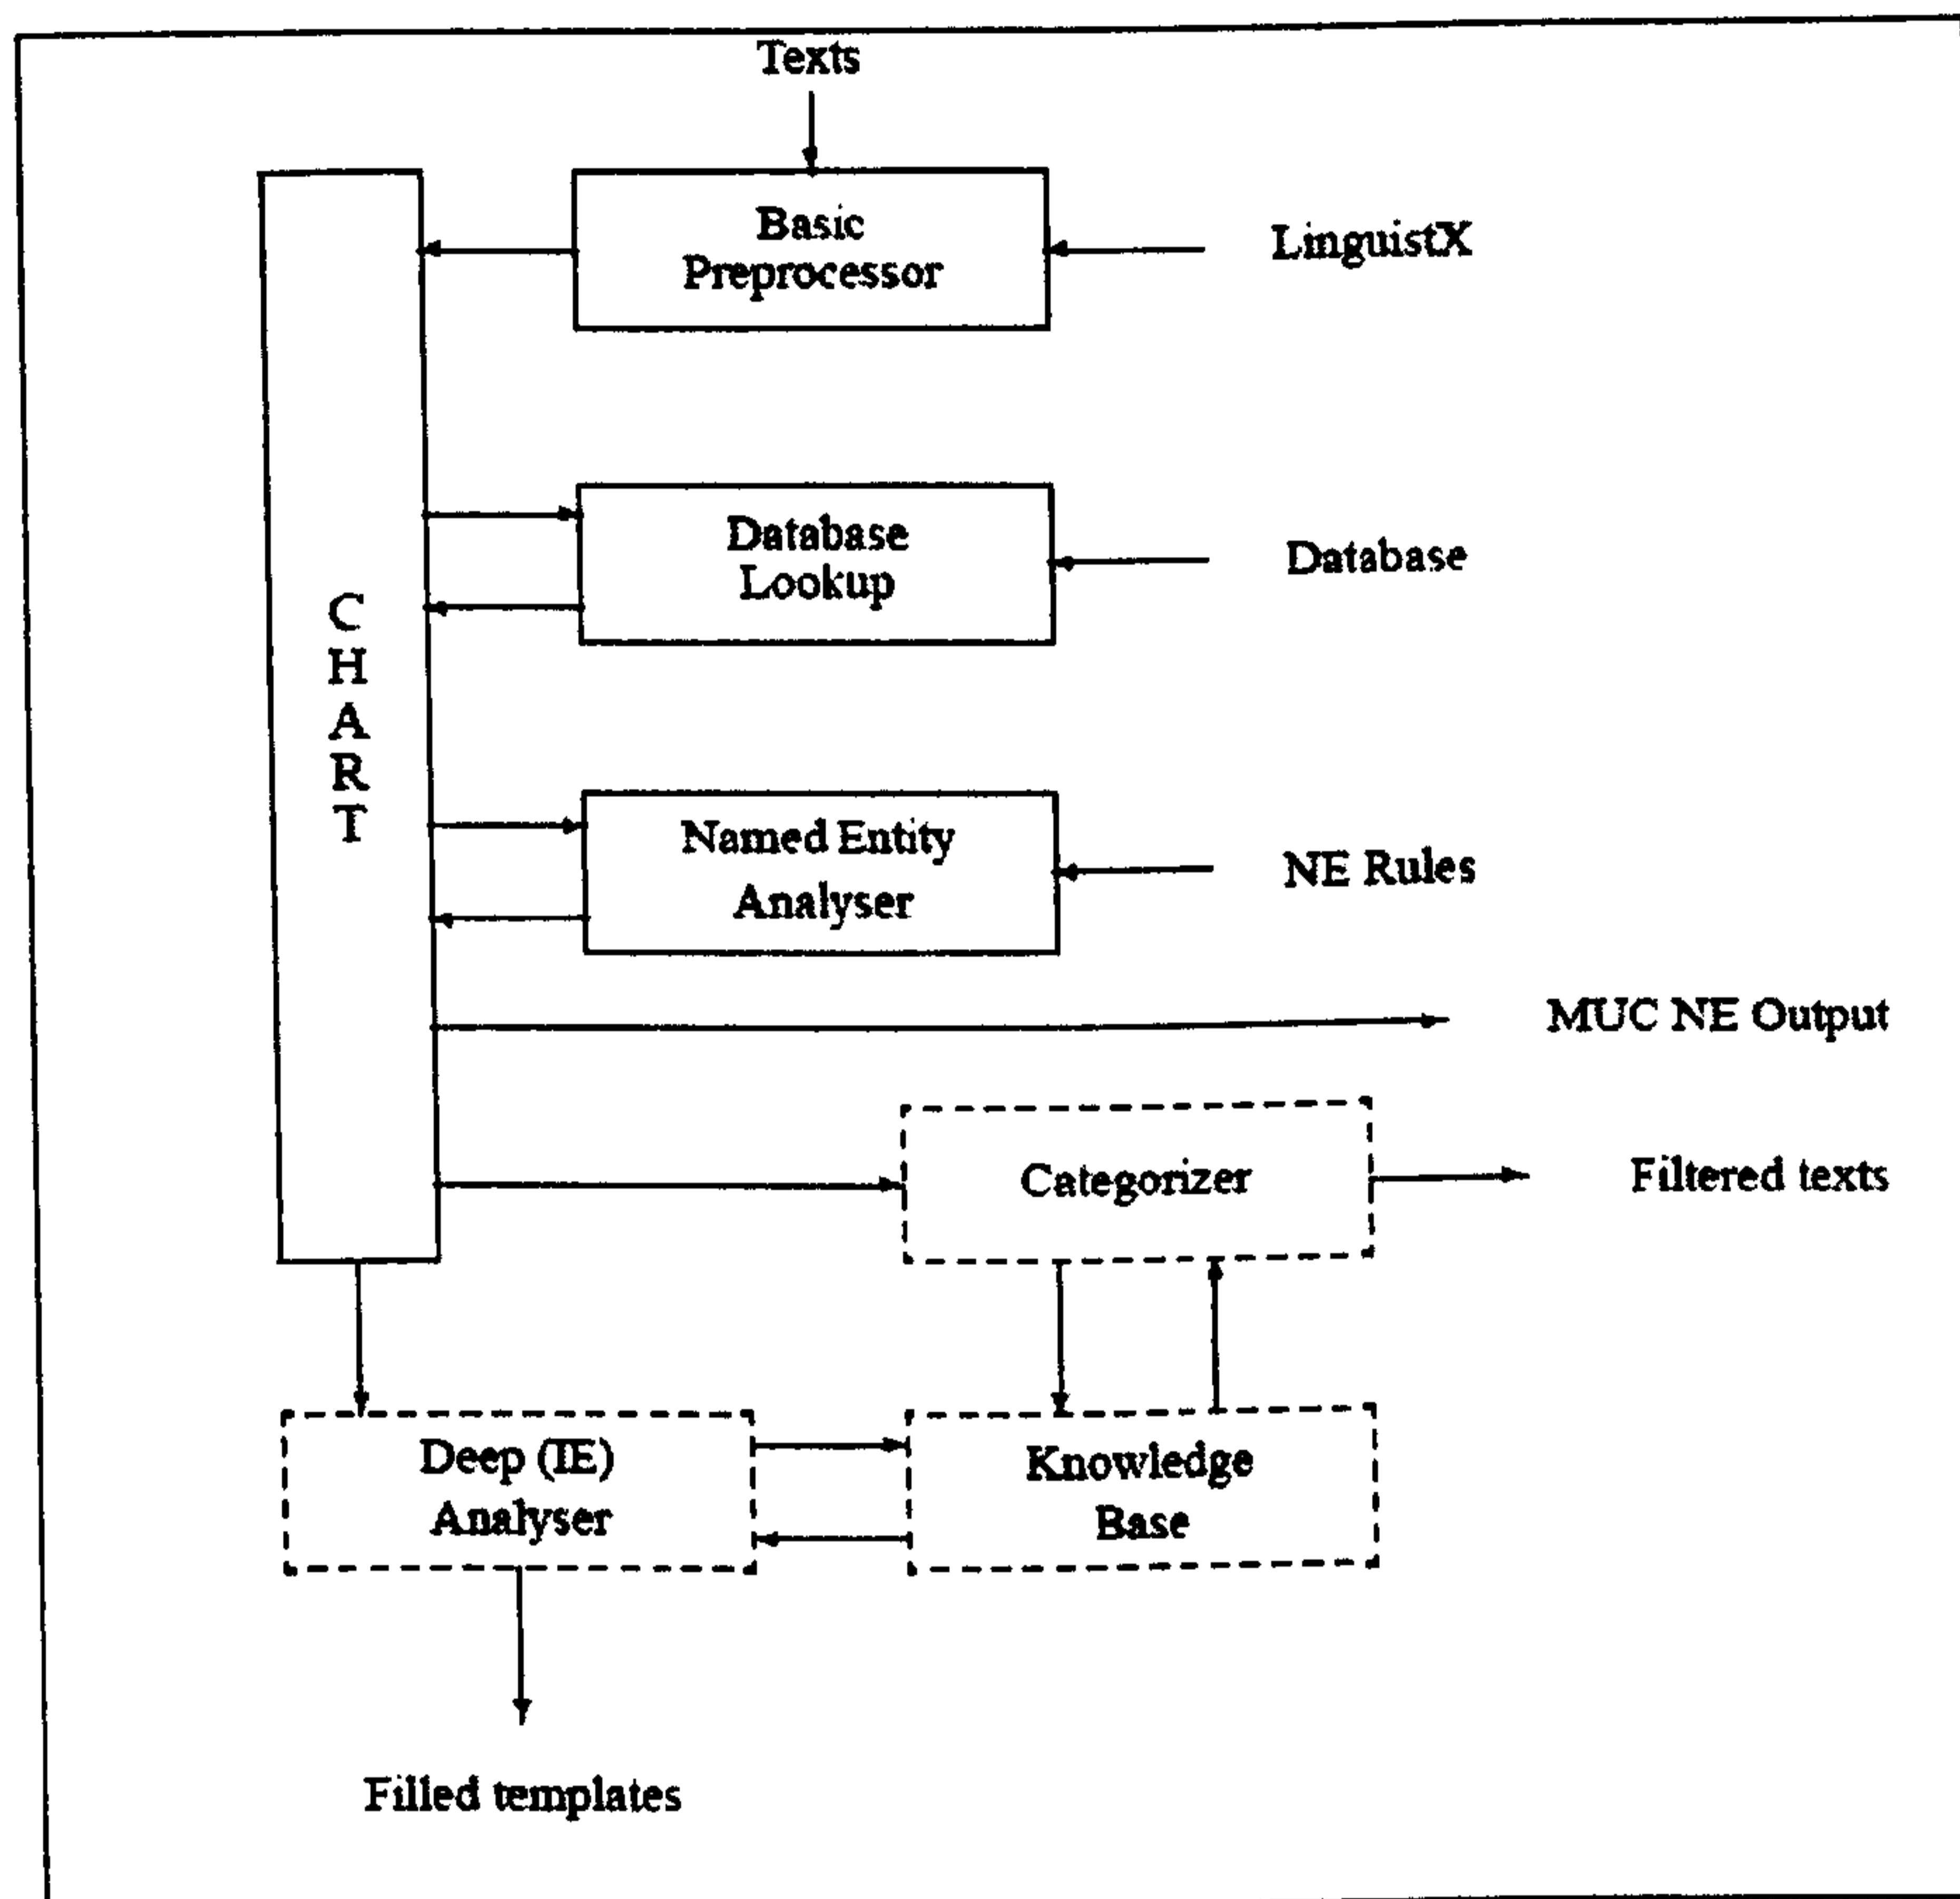 Texts
Basic
Preprocessor
LinguistX
Database
Lookup
Database
C
H
A
R
T
Named Entity
Analyser
NE Rules
MUC NE Output
Categorizer
Filtered texts
Deep (IE)
Analyser
Knowledge
Base
Filled templates